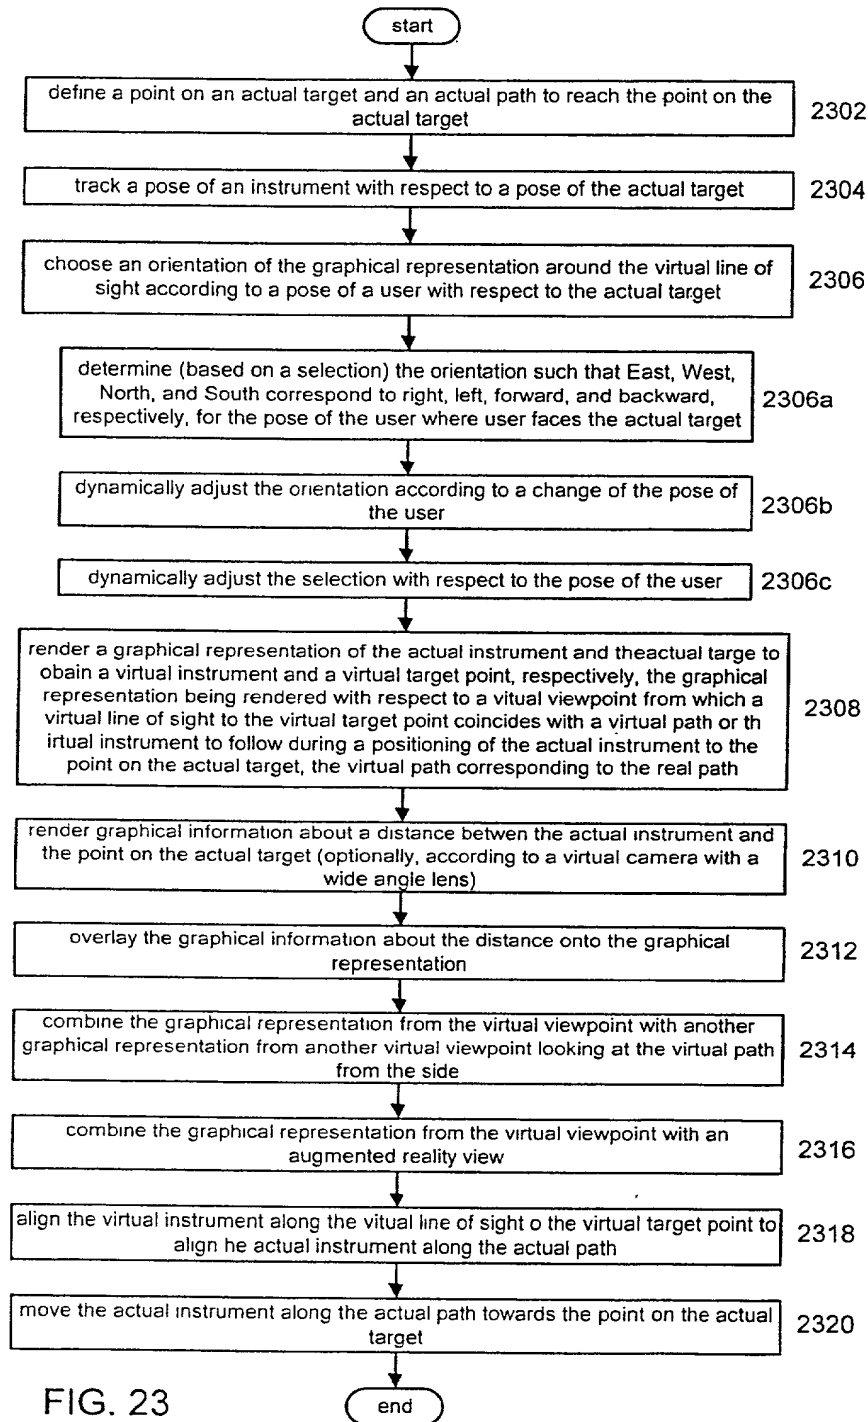 start
define a point on an actual target and an actual path to reach the point on the
actual target
2302
track a pose of an instrument with respect to a pose of the actual target
2304
choose an orientation of the graphical representation around the virtual line of
sight according to a pose of a user with respect to the actual target
2306
determine (based on a selection) the orientation such that East, West,
North, and South correspond to right, left, forward, and backward,
respectively, for the pose of the user where user faces the actual target
2306a
dynamically adjust the orientation according to a change of the pose of
the user
2306b
dynamically adjust the selection with respect to the pose of the user
2306c
render a graphical representation of the actual instrument and theactual targe to
obain a virtual instrument and a virtual target point, respectively, the graphical
representation being rendered with respect to a vitual viewpoint from which a
virtual line of sight to the virtual target point coincides with a virtual path or th
irtual instrument to follow during a positioning of the actual instrument to the
point on the actual target, the virtual path corresponding to the real path
2308
render graphical information about a distance betwen the actual instrument and
the point on the actual target (optionally, according to a virtual camera with a
wide angle lens)
2310
overlay the graphical information about the distance onto the graphical
representation
2312
combine the graphical representation from the virtual viewpoint with another
graphical representation from another virtual viewpoint looking at the virtual path
from the side
2314
combine the graphical representation from the virtual viewpoint with an
augmented reality view
2316
align the virtual instrument along the vitual line of sight o the virtual target point to
align he actual instrument along the actual path
2318
move the actual instrument along the actual path towards the point on the actual
target
2320
FIG. 23
end